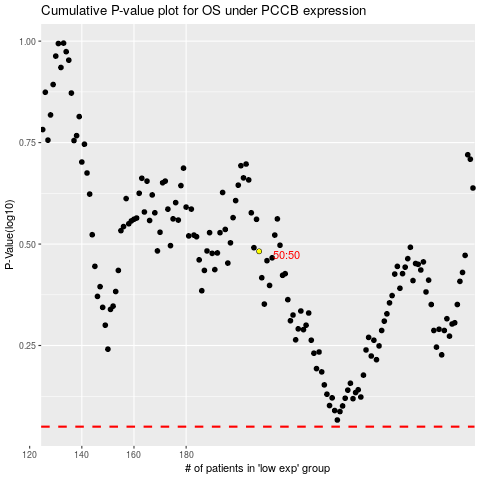 Cumulative P-value plot for OS under PCCB expression
P-Value(log10)
1.00
0.75
0.50
0.25
50:50
120 140 160 180
# of patients in 'low exp' group